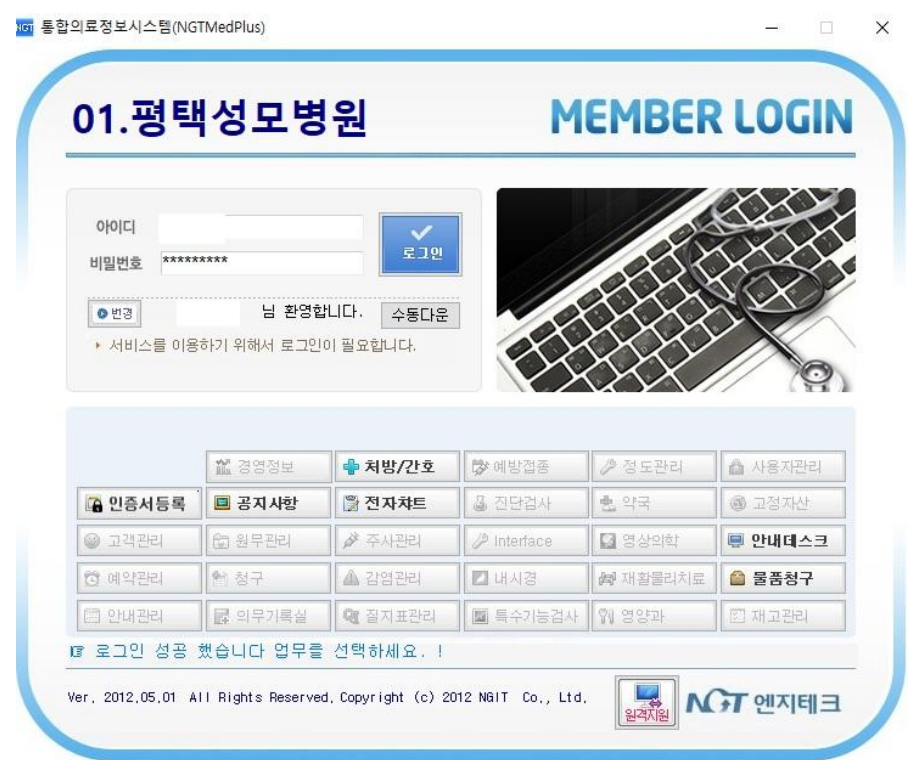 NGT 통합의료정보시스템(NGTMedPlus)
01.평택성모병원 MEMBER LOGIN
아이디
로그인
비밀번호 *********
변경 님 환영합니다. 수동다운
서비스를 이용하기 위해서 로그인이 필요합니다.
경영정보 처방/간호 예방접종 정도관리 사용자관리
인증서등록 공지사항 전자챠트 진단검사 약국 고정자산
고객관리 원무관리 주사관리 Interface 영상의학 안내데스크
예약관리 청구 감염관리 내시경 재활물리치료 물품청구
안내관리 의무기록실 질지표관리 특수기능검사 영양과 재고관리
☞ 로그인 성공 했습니다 업무를 선택하세요. !
Ver. 2012.05.01 All Rights Reserved. Copyright (c) 2012 NGIT Co., Ltd.
원격지원 NGT 엔지테크